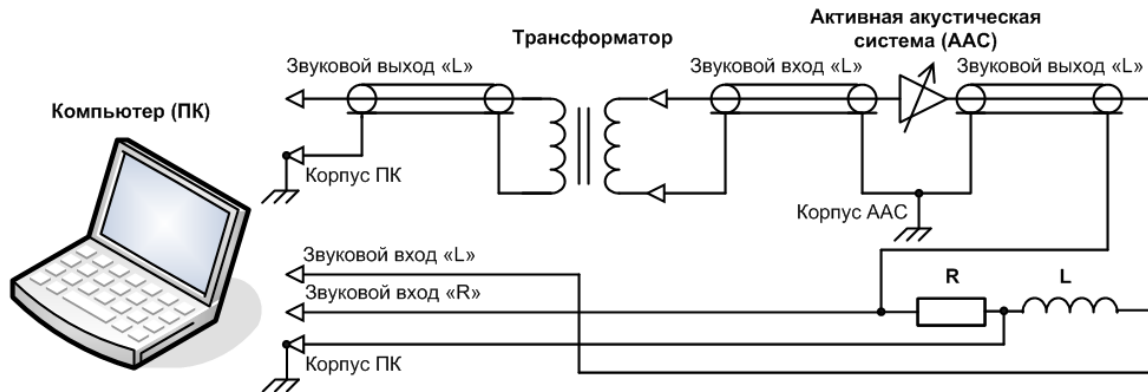 Активная акустическая
система (ААС)
Трансформатор
Звуковой выход «L»
Звуковой вход «L»
Звуковой выход «L»
Компьютер (ПК)
Корпус ПК
Корпус ААС
Звуковой вход «L»
Звуковой вход «R»
R
L
Корпус ПК